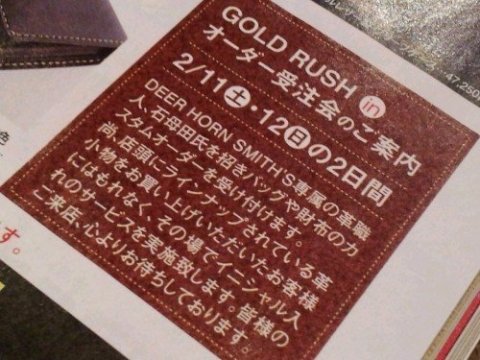 GOLD RUSH in
オーダー受注会のご案内
2/11土・12日の2日間
DEER HORN SMITH'S専属の革職
人、石母田氏を招きバッグや財布のカ
スタムオーダーを受け付けます。
尚、店頭にラインナップされている革
小物をお買い上げいただいたお客様
にはもれなく、その場でイニシャル入
れのサービスを実施致します。皆様の
ご来店、心よりお待ちしております。
47,250
色
す。